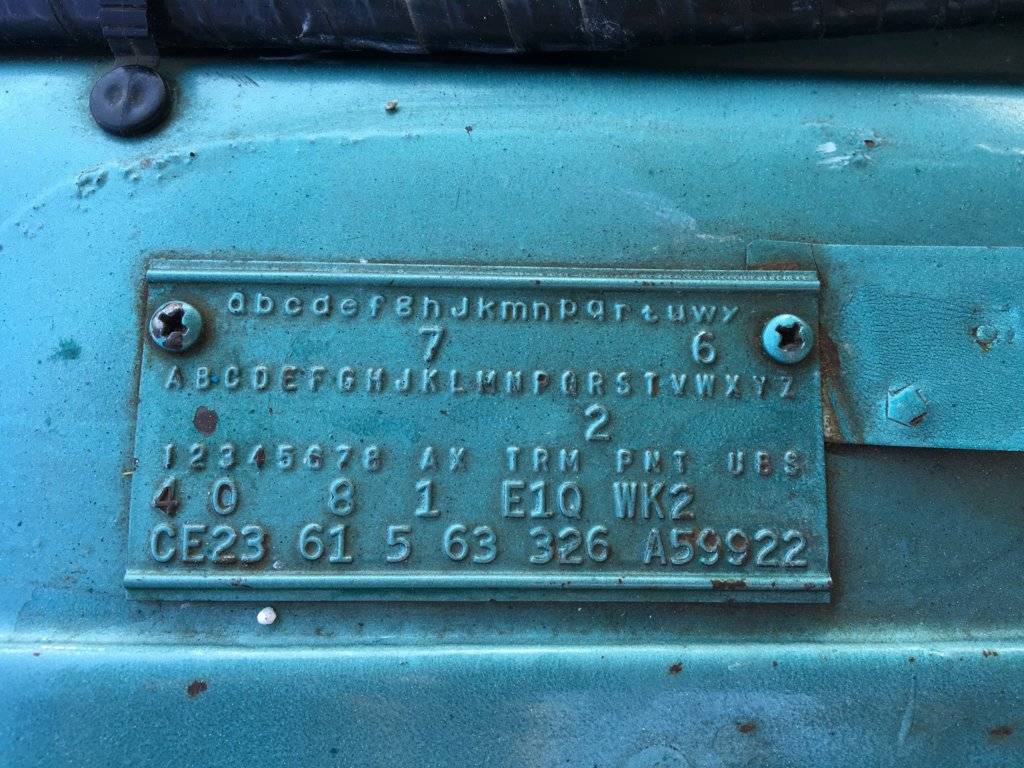 abcdefghJkmnpqrtuwxy
7 6
ABCDEFGHJKLMNPQRSTVWXYZ
2
12345678 AX TRM PNT UBS
4 0 8 1 E1Q WK2
CE23 61 5 63 326 A59922